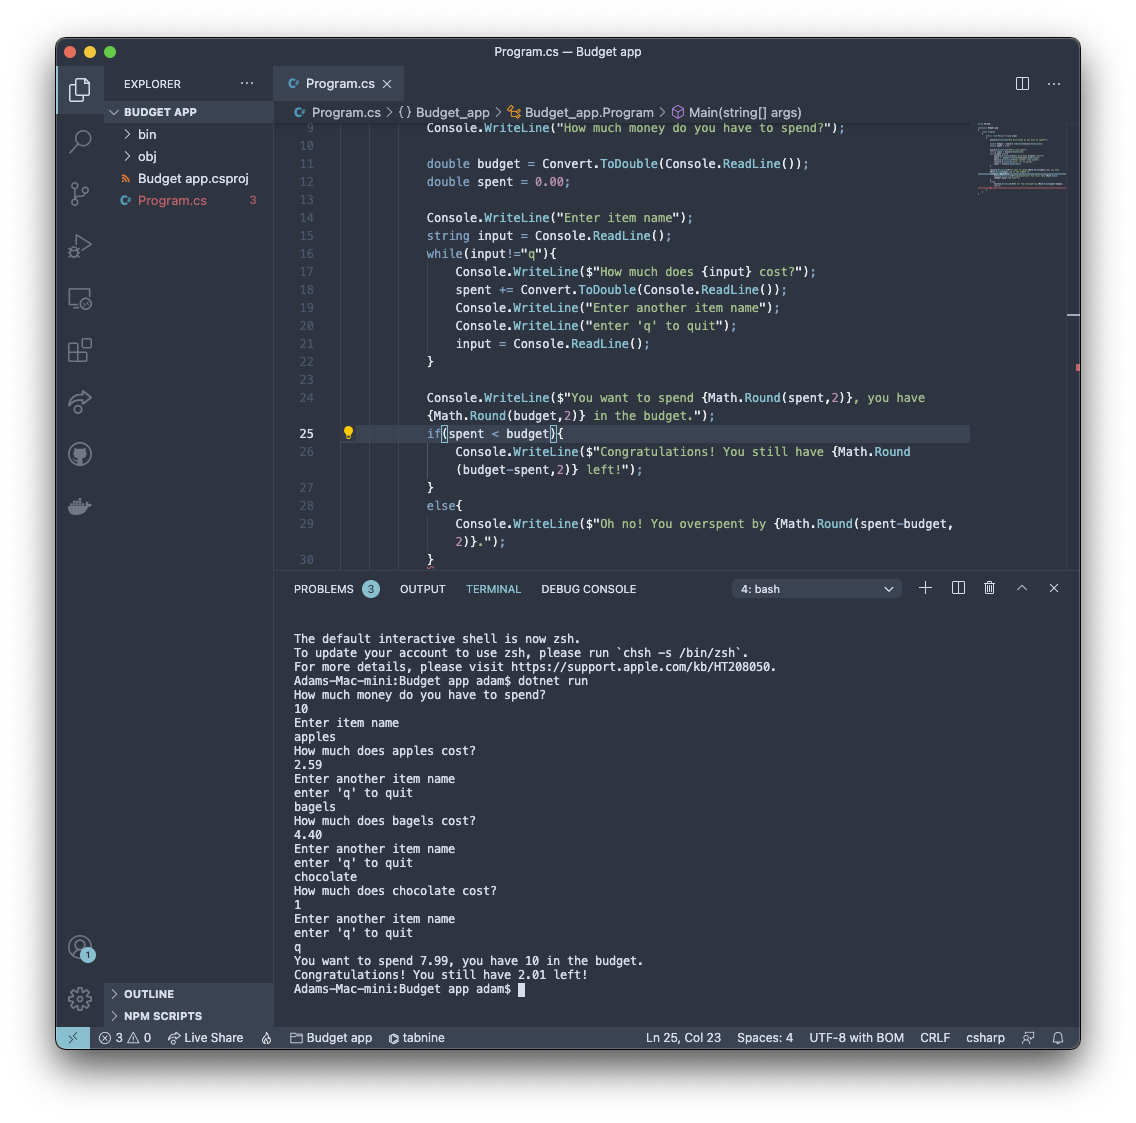 Program.cs — Budget app
EXPLORER
BUDGET APP
bin
obj
Budget app.csproj
Program.cs 3
Program.cs
Program.cs > {} Budget_app > Budget_app.Program > Main(string[] args)
9 Console.WriteLine("How much money do you have to spend?");
10
11 double budget = Convert.ToDouble(Console.ReadLine());
12 double spent = 0.00;
13
14 Console.WriteLine("Enter item name");
15 string input = Console.ReadLine();
16 while(input!="q"){
17 Console.WriteLine($"How much does {input} cost?");
18 spent += Convert.ToDouble(Console.ReadLine());
19 Console.WriteLine("Enter another item name");
20 Console.WriteLine("enter 'q' to quit");
21 input = Console.ReadLine();
22 }
23
24 Console.WriteLine($"You want to spend {Math.Round(spent,2)}, you have
{Math.Round(budget,2)} in the budget.");
25 if(spent < budget){
26 Console.WriteLine($"Congratulations! You still have {Math.Round
(budget-spent,2)} left!");
27 }
28 else{
29 Console.WriteLine($"Oh no! You overspent by {Math.Round(spent-budget,
2)}.");
30 }
PROBLEMS 3 OUTPUT TERMINAL DEBUG CONSOLE 4: bash
The default interactive shell is now zsh.
To update your account to use zsh, please run `chsh -s /bin/zsh`.
For more details, please visit https://support.apple.com/kb/HT208050.
Adams-Mac-mini:Budget app adam$ dotnet run
How much money do you have to spend?
10
Enter item name
apples
How much does apples cost?
2.59
Enter another item name
enter 'q' to quit
bagels
How much does bagels cost?
4.40
Enter another item name
enter 'q' to quit
chocolate
How much does chocolate cost?
1
Enter another item name
enter 'q' to quit
q
You want to spend 7.99, you have 10 in the budget.
Congratulations! You still have 2.01 left!
Adams-Mac-mini:Budget app adam$
1
OUTLINE
NPM SCRIPTS
3 0 Live Share Budget app tabnine Ln 25, Col 23 Spaces: 4 UTF-8 with BOM CRLF csharp